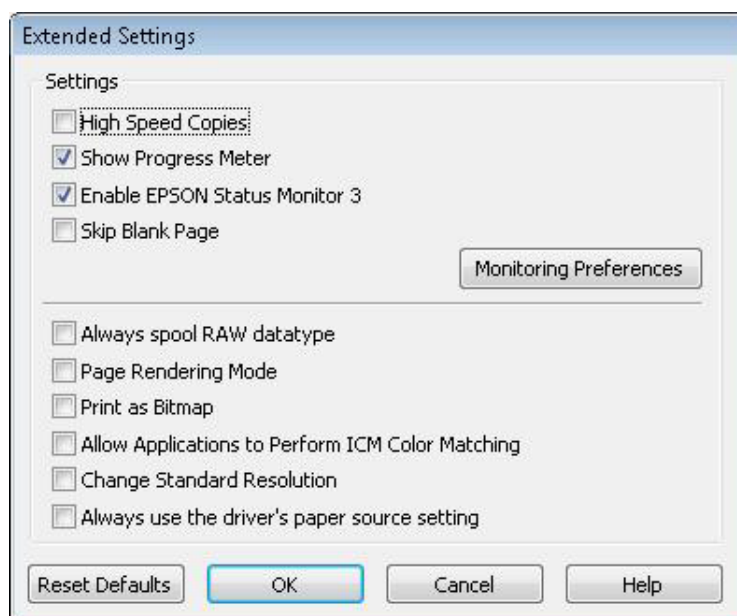 Extended Settings
Settings
High Speed Copies
Show Progress Meter
Enable EPSON Status Monitor 3
Skip Blank Page
Monitoring Preferences
Always spool RAW datatype
Page Rendering Mode
Print as Bitmap
Allow Applications to Perform ICM Color Matching
Change Standard Resolution
Always use the driver's paper source setting
Reset Defaults OK Cancel Help